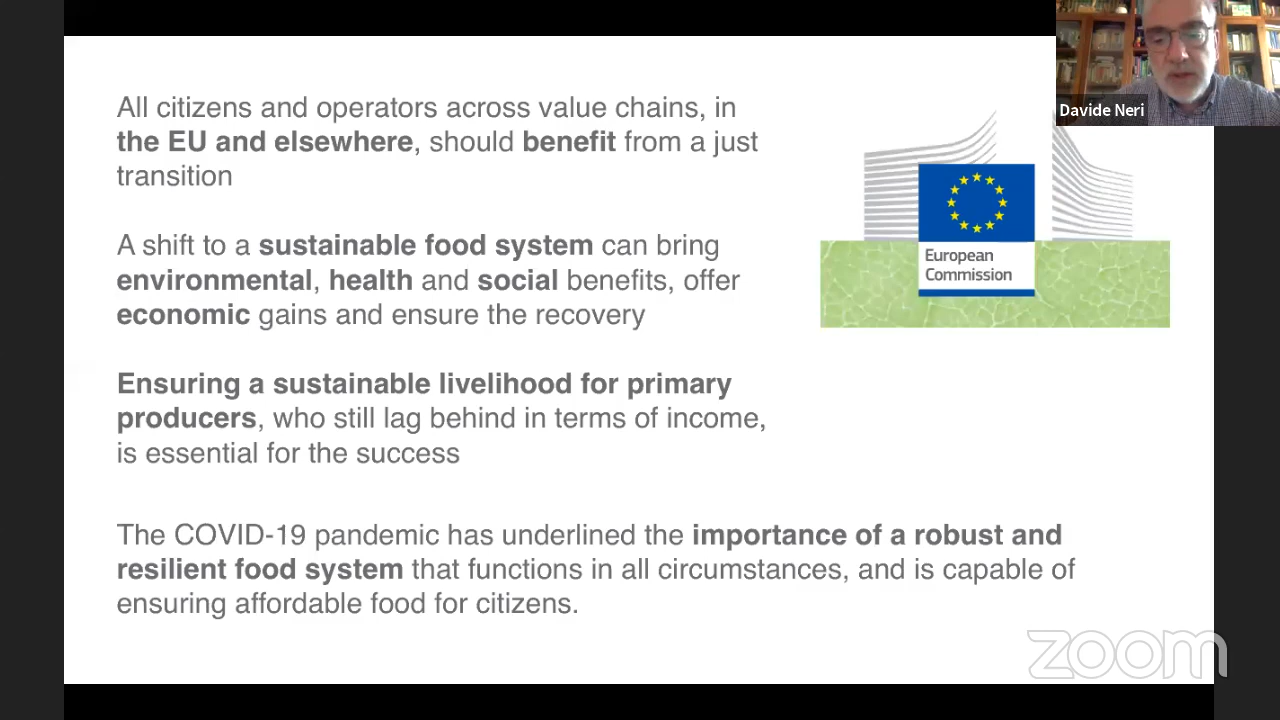 All citizens and operators across value chains, in
the EU and elsewhere, should benefit from a just
transition
A shift to a sustainable food system can bring
environmental, health and social benefits, offer
economic gains and ensure the recovery
Ensuring a sustainable livelihood for primary
producers, who still lag behind in terms of income,
is essential for the success
The COVID-19 pandemic has underlined the importance of a robust and
resilient food system that functions in all circumstances, and is capable of
ensuring affordable food for citizens.
European
Commission
Davide Neri
zoom